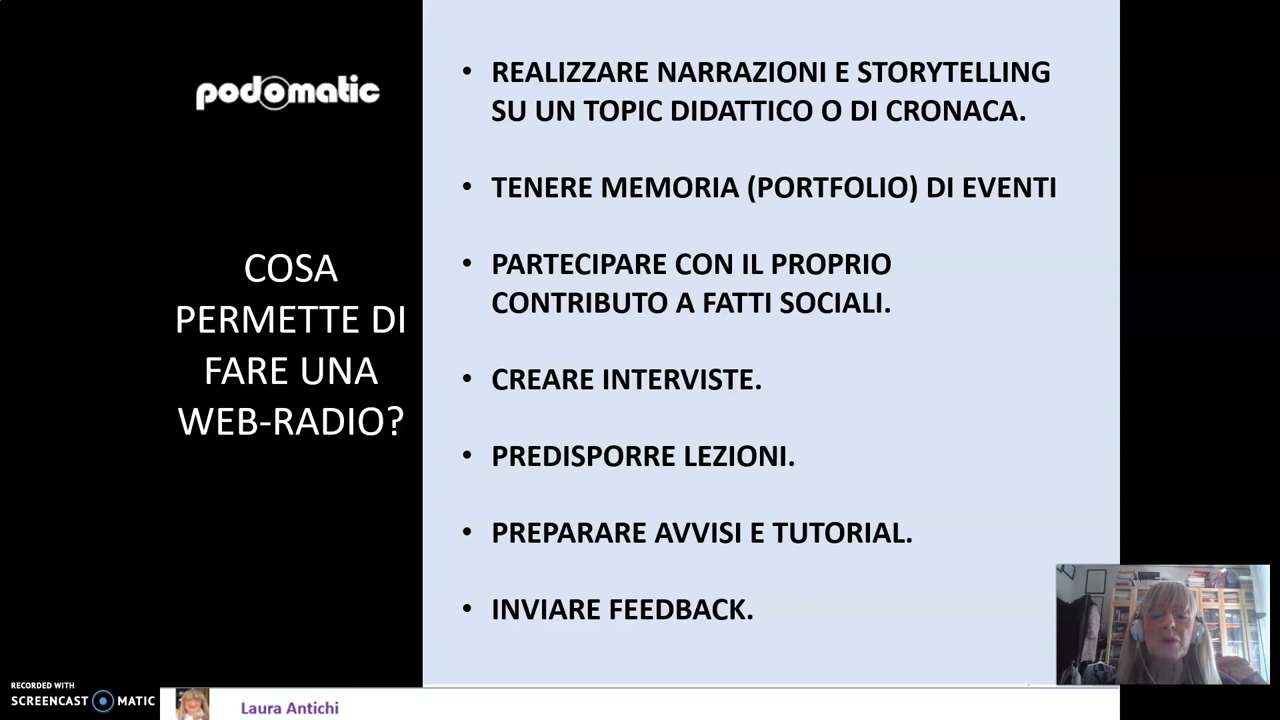 podomatic
COSA
PERMETTE DI
FARE UNA
WEB-RADIO?
• REALIZZARE NARRAZIONI E STORYTELLING
SU UN TOPIC DIDATTICO O DI CRONACA.
• TENERE MEMORIA (PORTFOLIO) DI EVENTI
• PARTECIPARE CON IL PROPRIO
CONTRIBUTO A FATTI SOCIALI.
• CREARE INTERVISTE.
• PREDISPORRE LEZIONI.
• PREPARARE AVVISI E TUTORIAL.
• INVIARE FEEDBACK.
RECORDED WITH
SCREENCAST MATIC
Laura Antichi